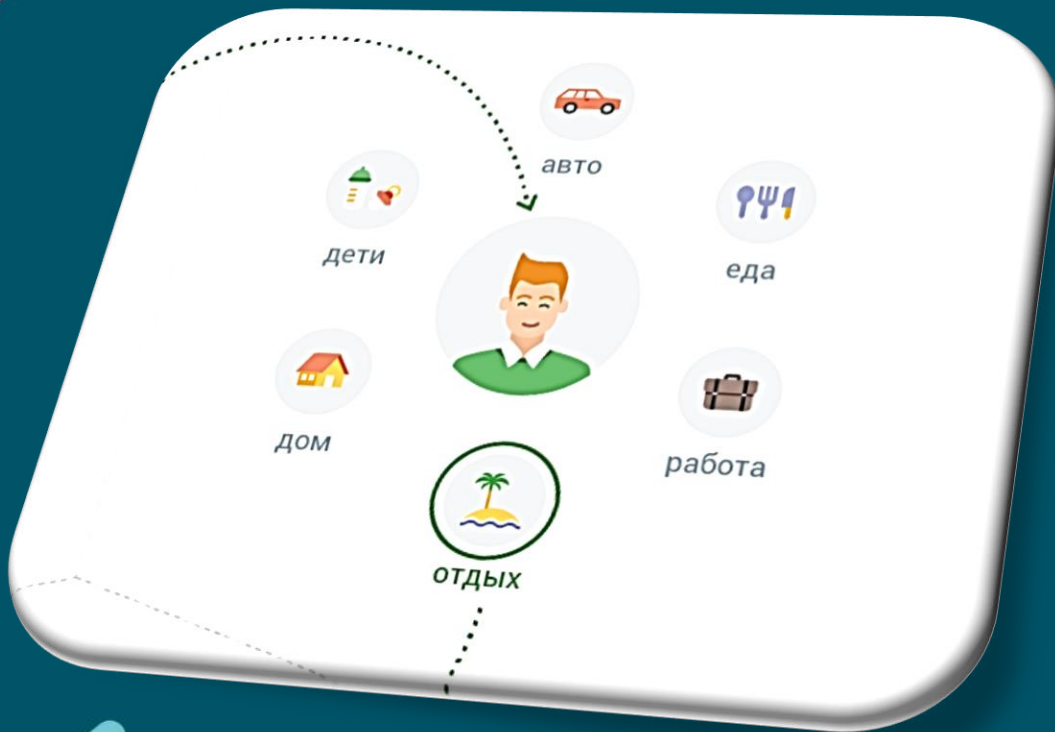 авто
дети
еда
дом
работа
отдых